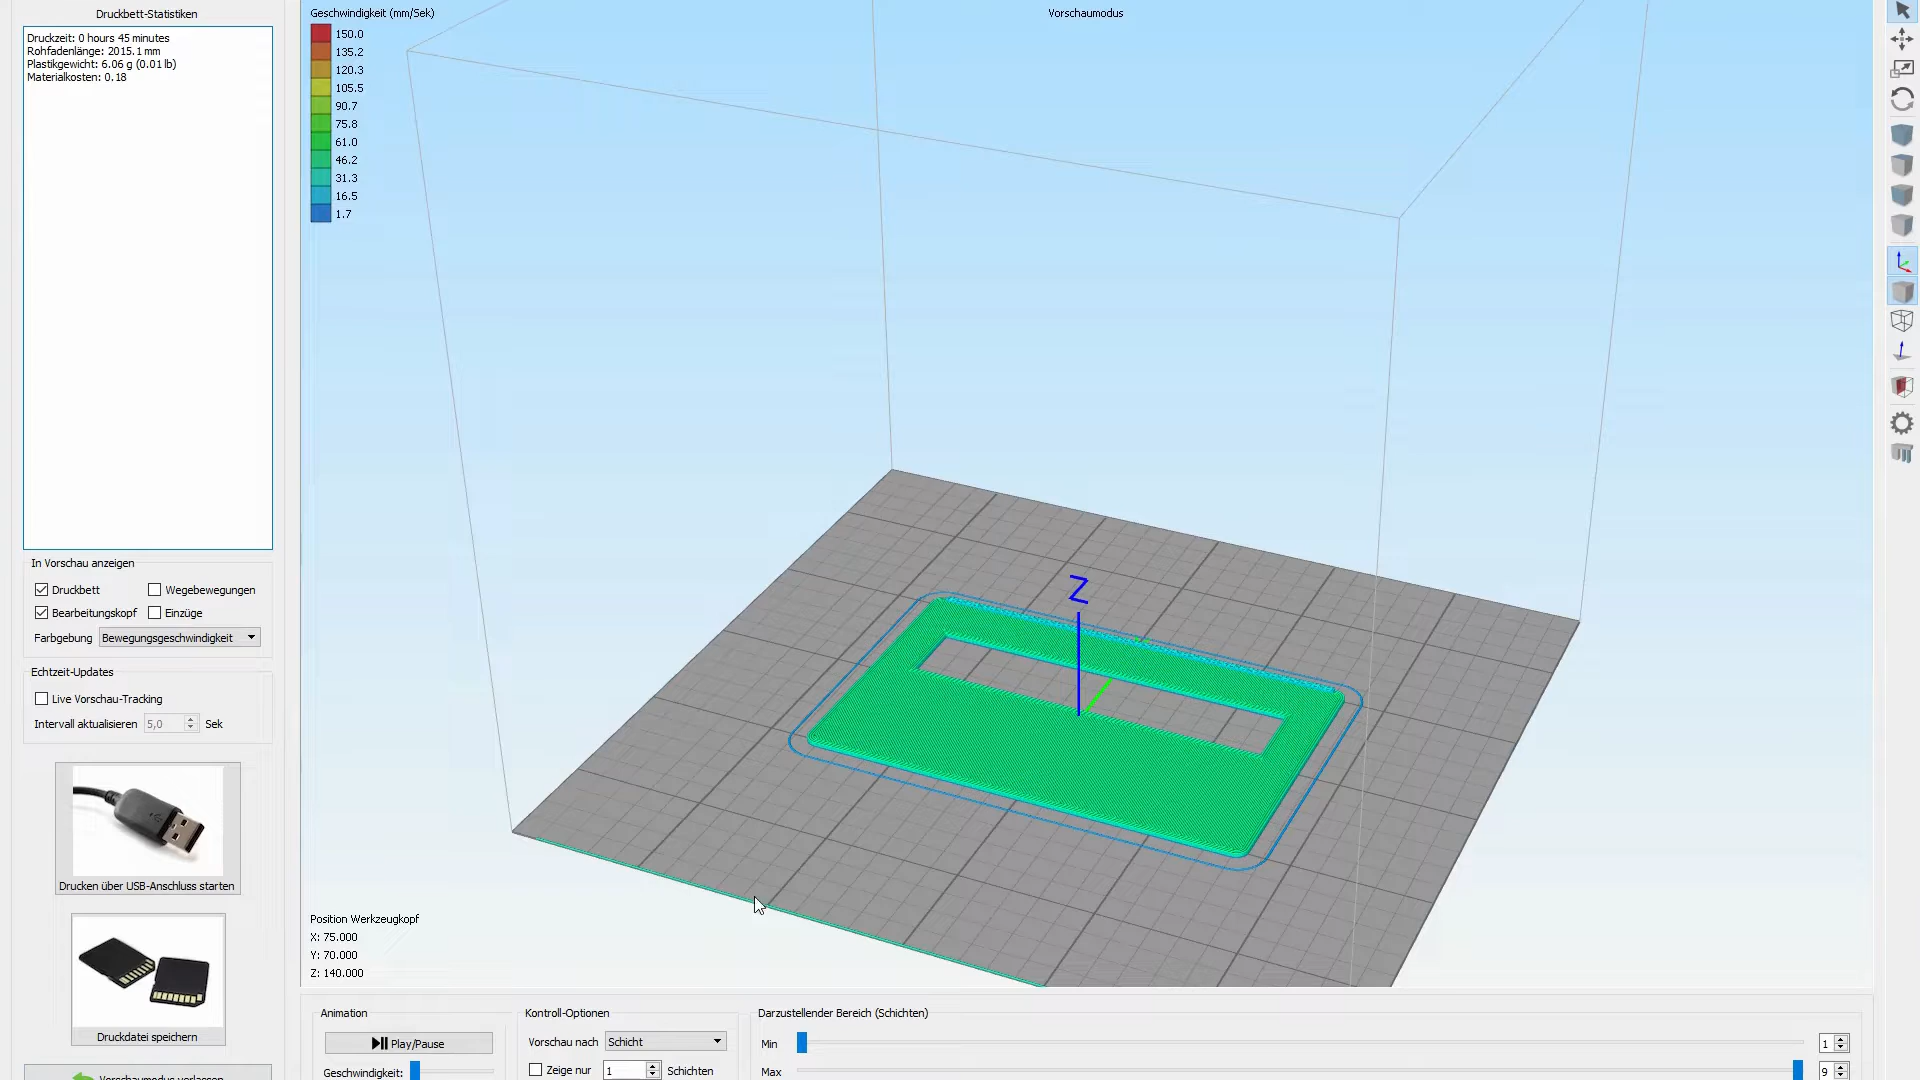 Druckbett-Statistiken
Druckzeit: 0 hours 45 minutes
Rohfadenlänge: 2015.1 mm
Plastikgewicht: 6.06 g (0.01 lb)
Materialkosten: 0.18
In Vorschau anzeigen
Druckbett
Wegebewegungen
Bearbeitungskopf
Einzüge
Farbgebung
Bewegungsgeschwindigkeit
Echtzeit-Updates
Live Vorschau-Tracking
Intervall aktualisieren 5,0 Sek
Drucken über USB-Anschluss starten
Druckdatei speichern
Vorschaumodus verlassen
Geschwindigkeit (mm/Sek)
150.0
135.2
120.3
105.5
90.7
75.8
61.0
46.2
31.3
16.5
1.7
Vorschaumodus
Z
Position Werkzeugkopf
X: 75.000
Y: 70.000
Z: 140.000
Animation
Play/Pause
Geschwindigkeit:
Kontroll-Optionen
Vorschau nach Schicht
Zeige nur 1 Schichten
Darzustellender Bereich (Schichten)
Min 1
Max 9